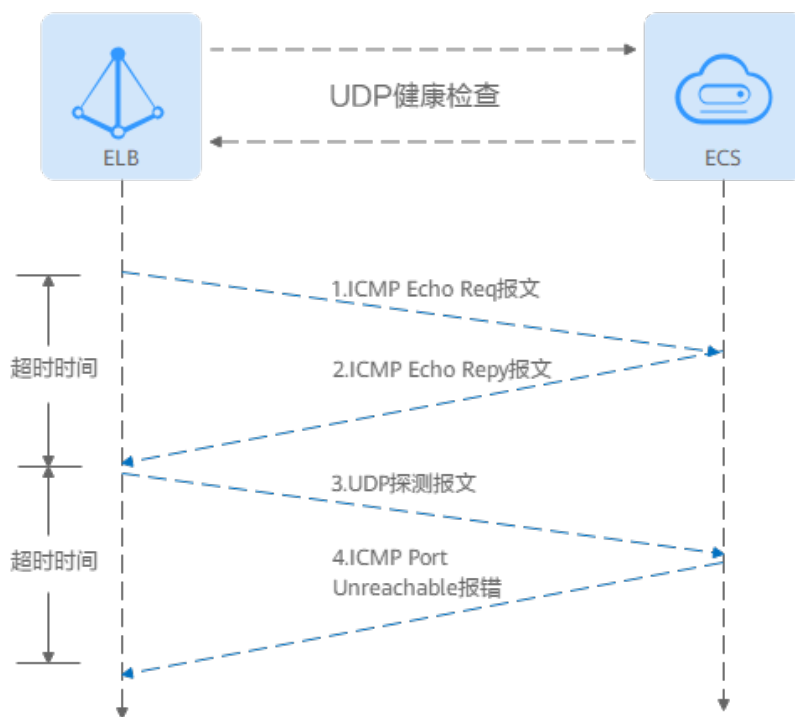 UDP健康检查
ELB
ECS
1.ICMP Echo Req报文
超时时间
2.ICMP Echo Repy报文
3.UDP探测报文
超时时间
4.ICMP Port
Unreachable报错